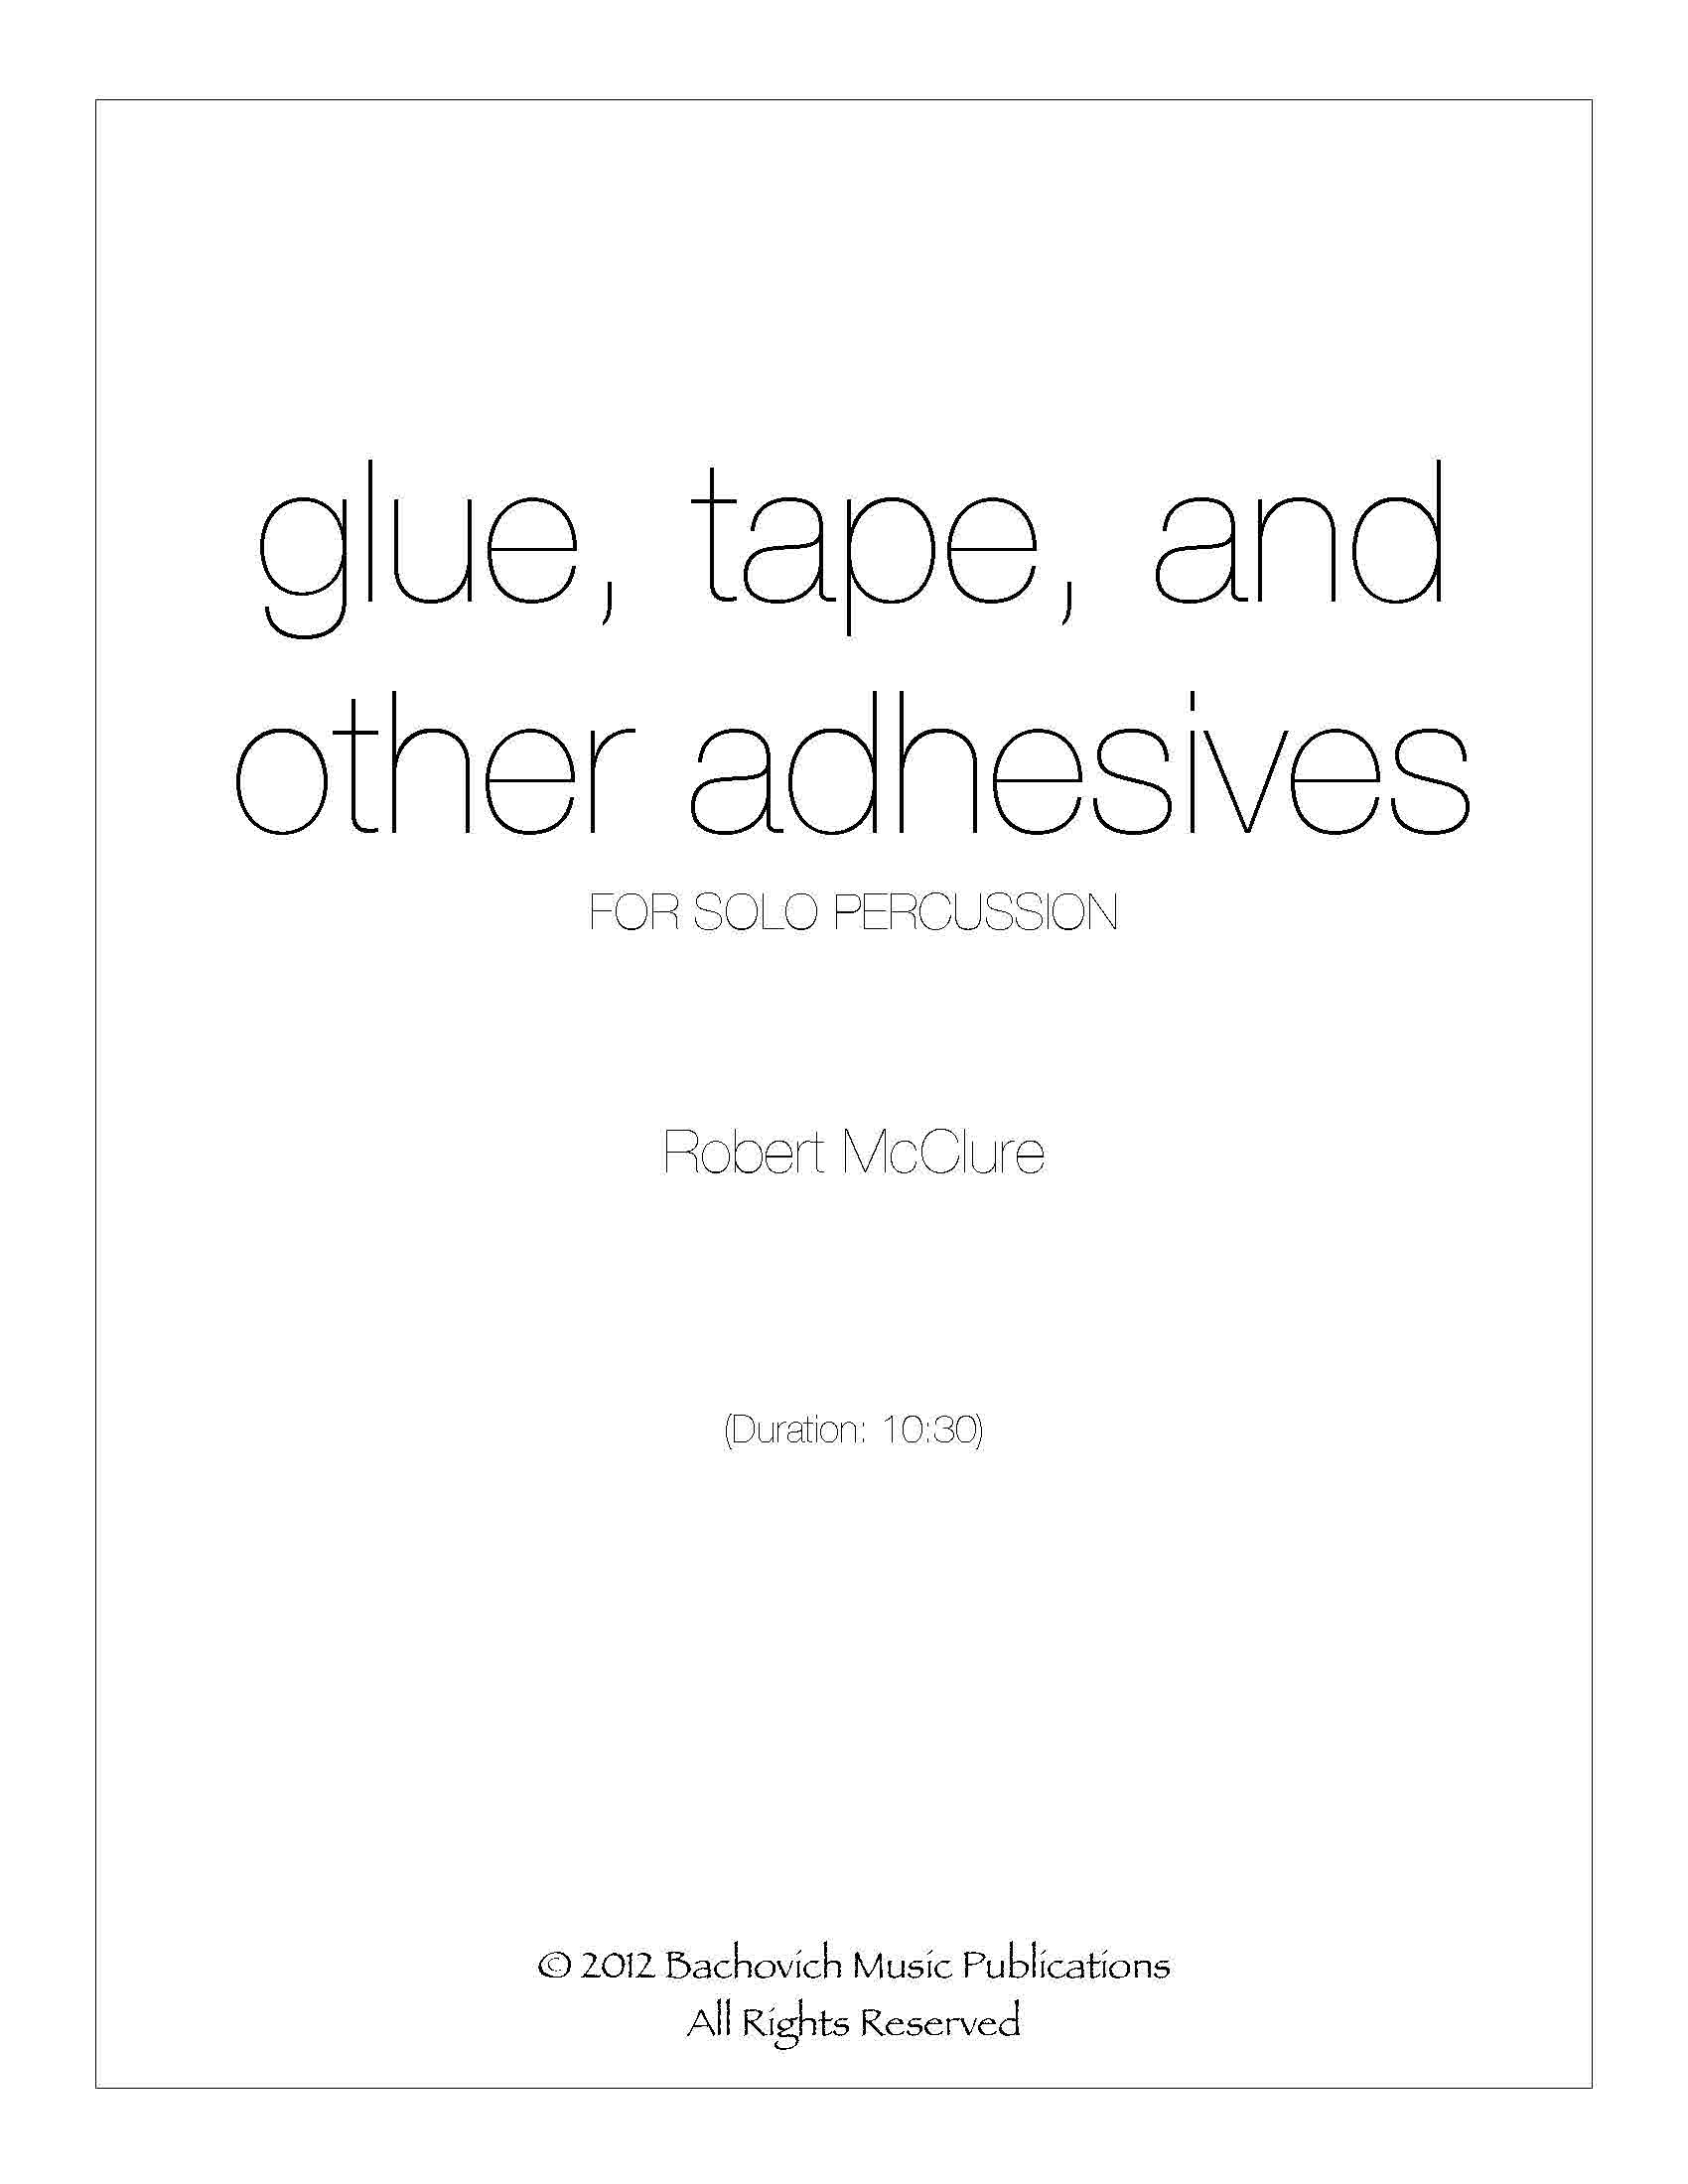 glue, tape, and
other adhesives
FOR SOLO PERCUSSION
Robert McClure
(Duration: 10:30)
© 2012 Bachovich Music Publications
All Rights Reserved